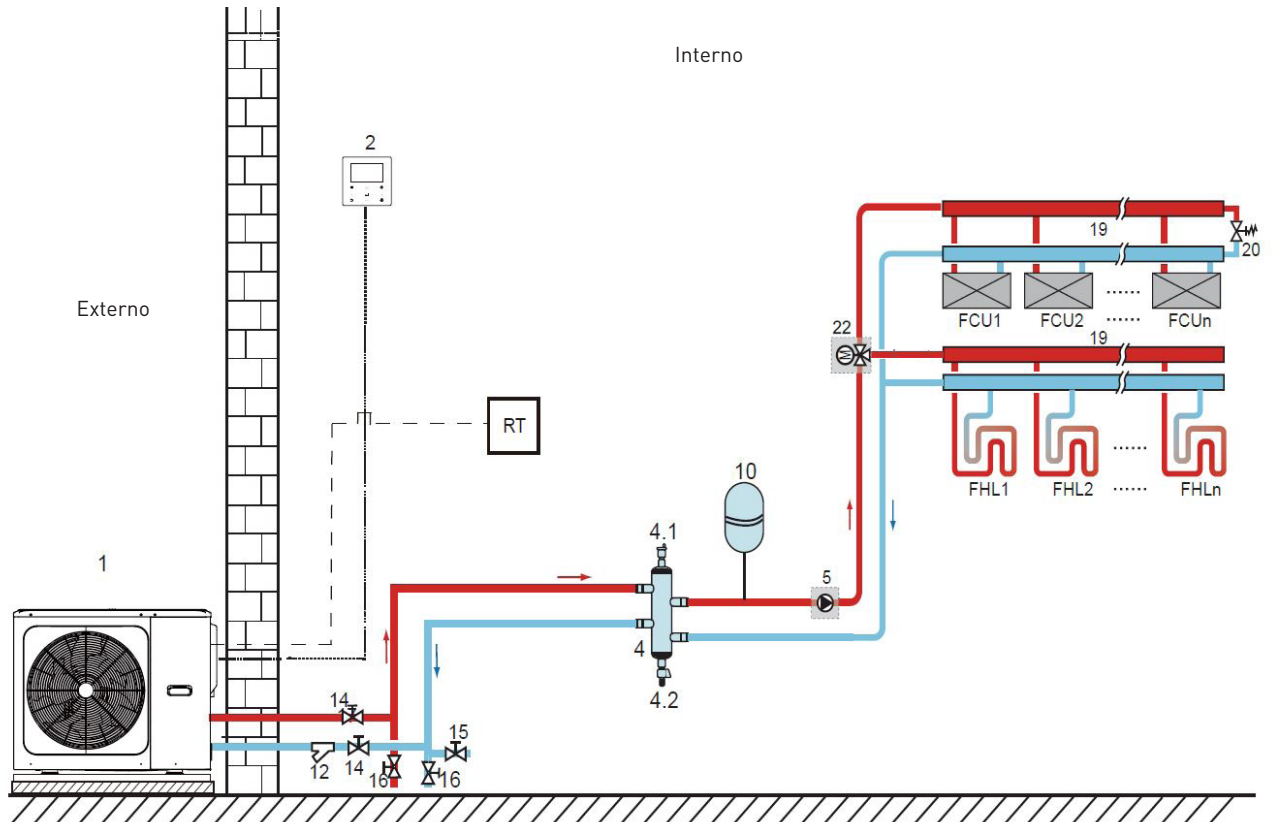 Interno
2
19
20
Externo
FCU1
FCU2
......
FCUn
22
19
RT
FHL1
FHL2
......
FHLn
10
1
4.1
5
4
4.2
14
15
12
14
16
16